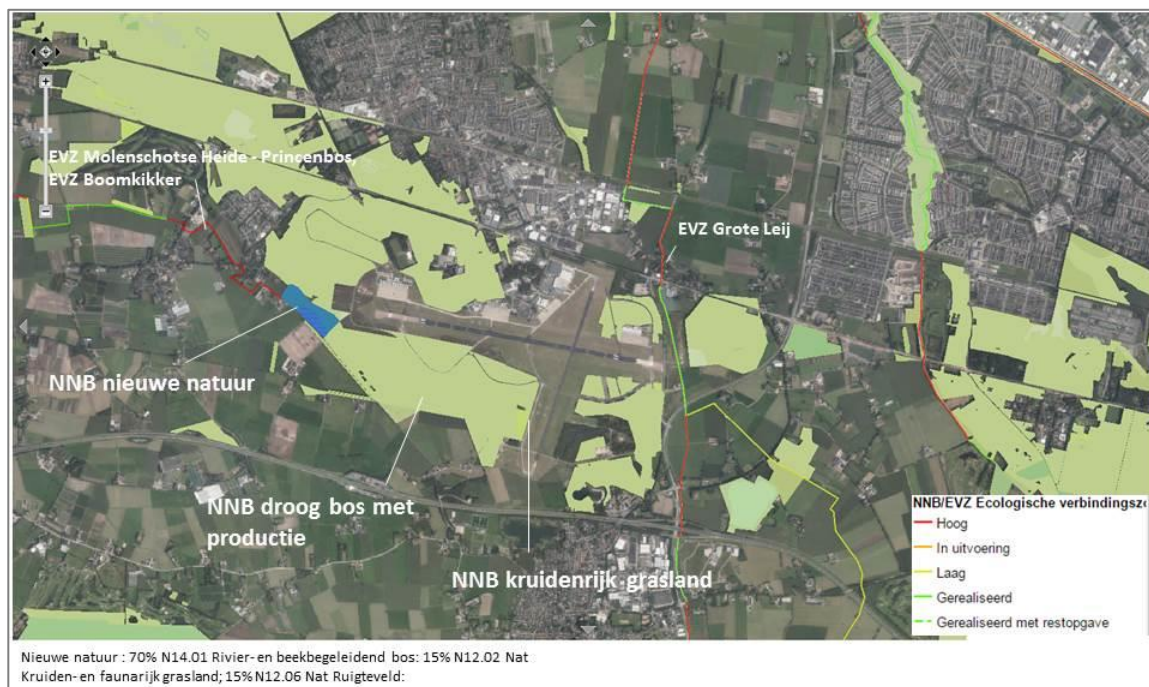 EVZ Molenschotse Heide - Princenbos,
EVZ Boomkikker
EVZ Grote Leij
NNB nieuwe natuur
NNB droog bos met
productie
NNB kruidenrijk grasland
NNB/EVZ Ecologische verbindingsz
Hoog
In uitvoering
Laag
Gerealiseerd
Gerealiseerd met restopgave
Nieuwe natuur : 70% N14.01 Rivier- en beekbegeleidend bos: 15% N12.02 Nat
Kruiden- en faunarijk grasland; 15% N12.06 Nat Ruigteveld: